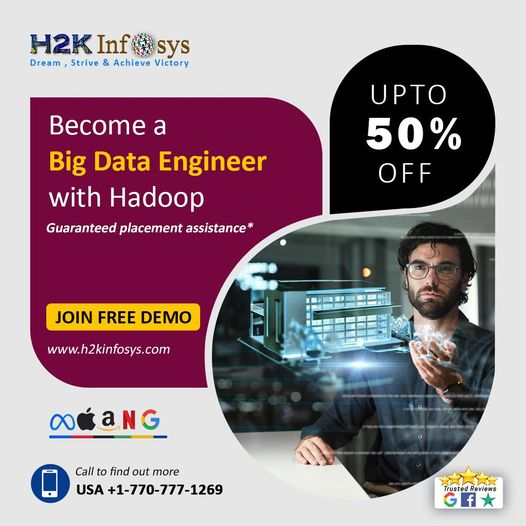 H2K Infosys
Dream , Strive & Achieve Victory
UPTO
50%
OFF
Become a
Big Data Engineer
with Hadoop
Guaranteed placement assistance*
JOIN FREE DEMO
www.h2kinfosys.com
a N G
Call to find out more
USA +1-770-777-1269
Trusted Reviews
G f